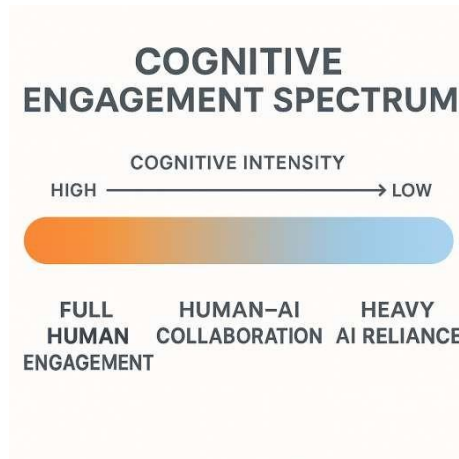 COGNITIVE
ENGAGEMENT SPECTRUM
COGNITIVE INTENSITY
HIGH → LOW
FULL
HUMAN
ENGAGEMENT
HUMAN–AI
COLLABORATION
HEAVY
AI RELIANCE